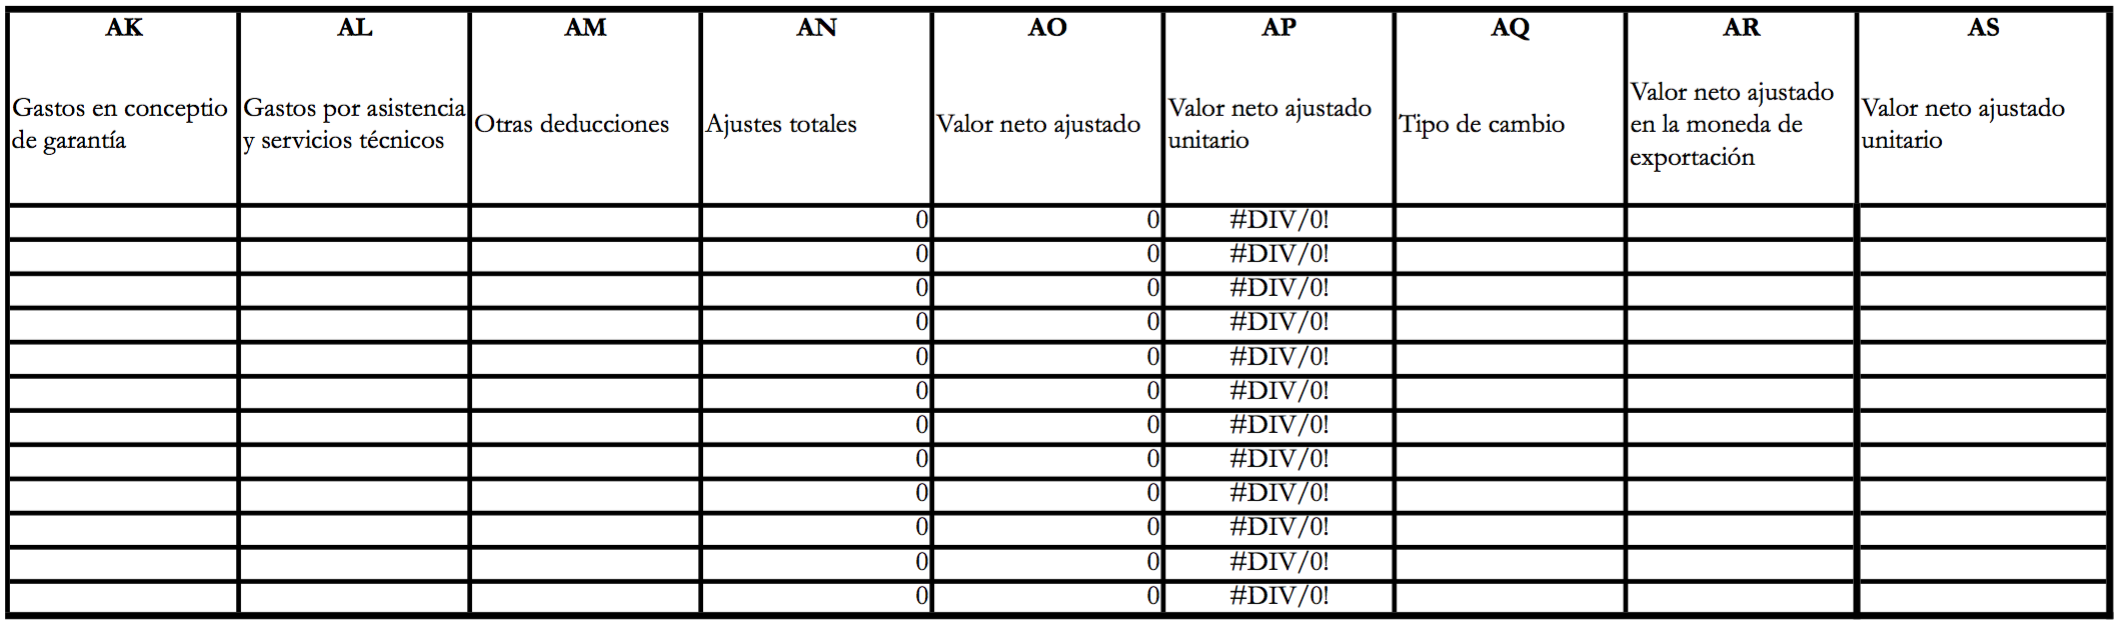 AK AL AM AN AO AP AQ AR AS
Gastos en conceptio de garantía Gastos por asistencia y servicios técnicos Otras deducciones Ajustes totales Valor neto ajustado Valor neto ajustado unitario Tipo de cambio Valor neto ajustado en la moneda de exportación Valor neto ajustado unitario
0 0 #DIV/0!
0 0 #DIV/0!
0 0 #DIV/0!
0 0 #DIV/0!
0 0 #DIV/0!
0 0 #DIV/0!
0 0 #DIV/0!
0 0 #DIV/0!
0 0 #DIV/0!
0 0 #DIV/0!
0 0 #DIV/0!
0 0 #DIV/0!